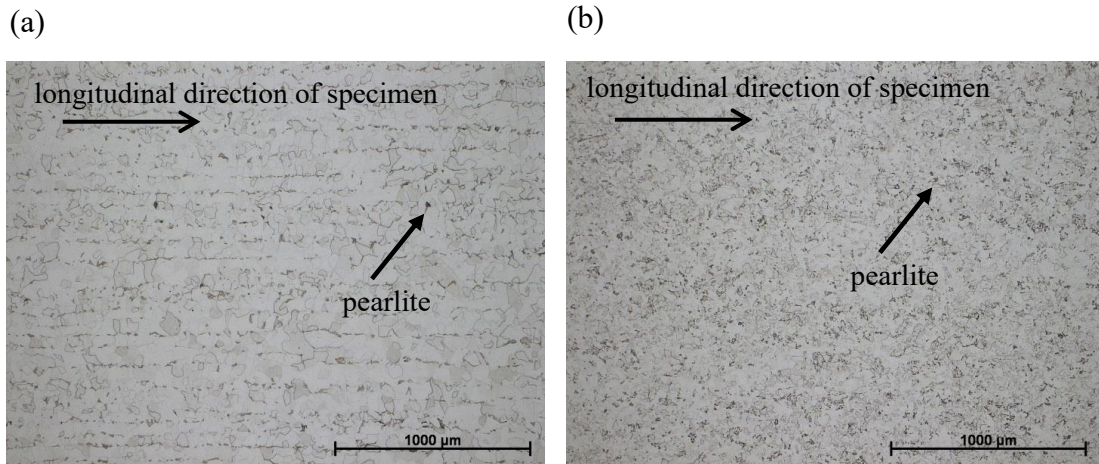 (a)
longitudinal direction of specimen
pearlite
1000 µm
(b)
longitudinal direction of specimen
pearlite
1000 µm